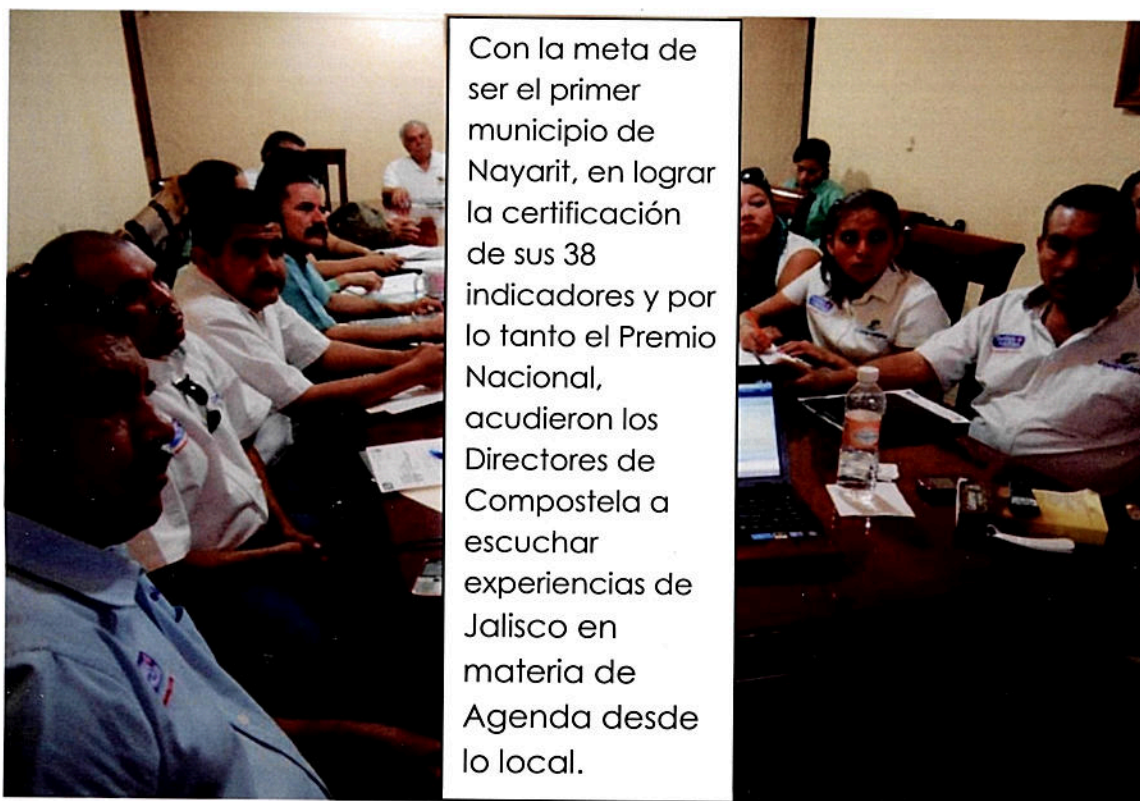 Con la meta de
ser el primer
municipio de
Nayarit, en lograr
la certificación
de sus 38
indicadores y por
lo tanto el Premio
Nacional,
acudieron los
Directores de
Compostela a
escuchar
experiencias de
Jalisco en
materia de
Agenda desde
lo local.